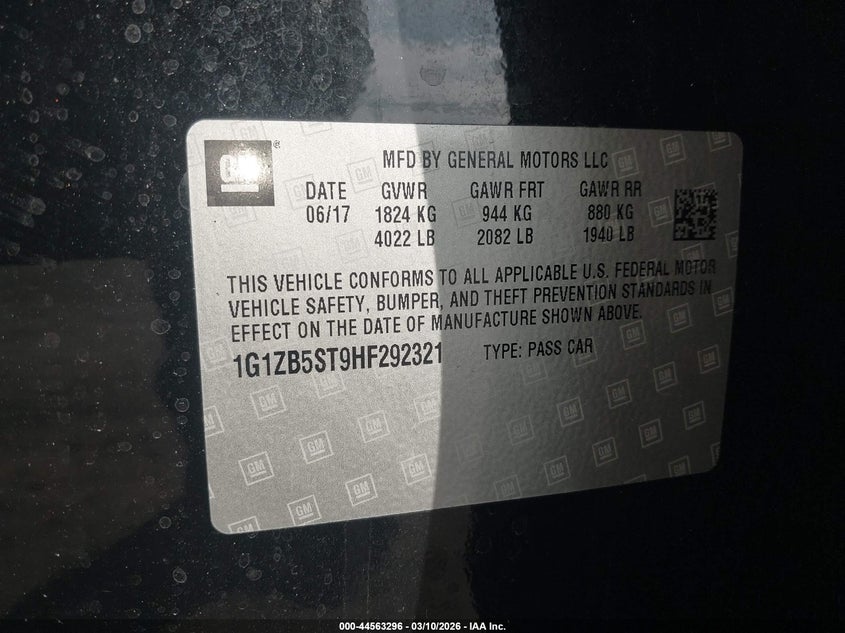 GM ®
MFD BY GENERAL MOTORS LLC
DATE GVWR GAWR FRT GAWR RR
06/17 1824 KG 944 KG 880 KG
4022 LB 2082 LB 1940 LB
THIS VEHICLE CONFORMS TO ALL APPLICABLE U.S. FEDERAL MOTOR
VEHICLE SAFETY, BUMPER, AND THEFT PREVENTION STANDARDS IN
EFFECT ON THE DATE OF MANUFACTURE SHOWN ABOVE.
1G1ZB5ST9HF292321 TYPE: PASS CAR
000-44563296 - 03/10/2026 - IAA Inc.